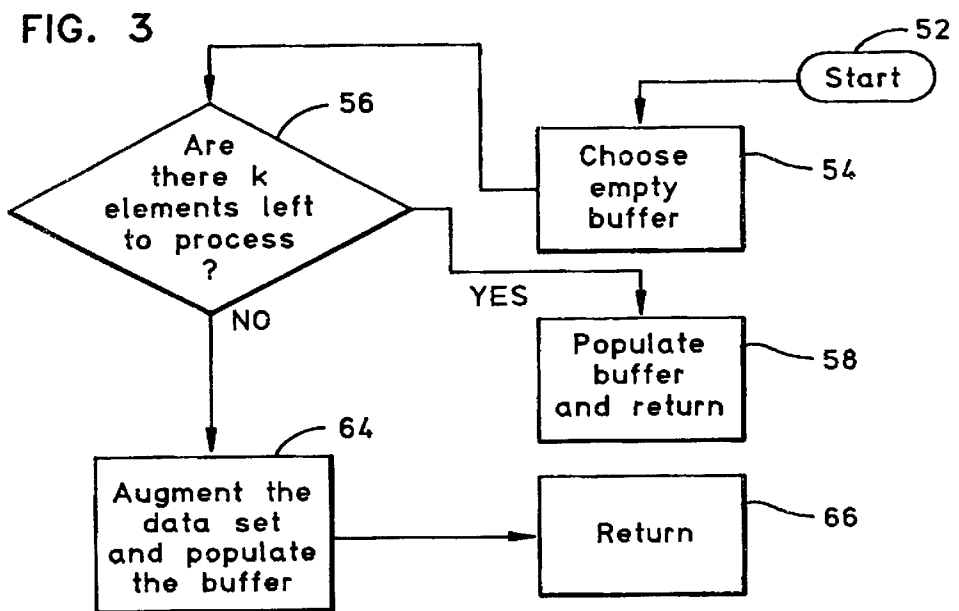 FIG. 3
52
Start
56
Are
there k
elements left
to process
?
Choose
empty
buffer
54
YES
NO
Populate
buffer
and return
58
64
Augment the
data set
and populate
the buffer
Return
66